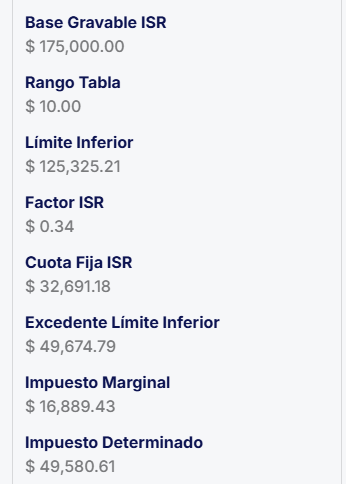 Base Gravable ISR
$ 175,000.00
Rango Tabla
$ 10.00
Límite Inferior
$ 125,325.21
Factor ISR
$ 0.34
Cuota Fija ISR
$ 32,691.18
Excedente Límite Inferior
$ 49,674.79
Impuesto Marginal
$ 16,889.43
Impuesto Determinado
$ 49,580.61